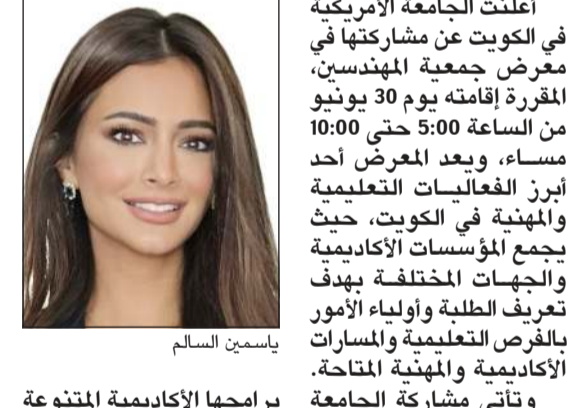 أعلنت الجامعة الأمريكية
في الكويت عن مشاركتها في
معرض جمعية المهندسين،
المقررة إقامته يوم 30 يونيو
من الساعة 5:00 حتى 10:00
مساء، ويعد المعرض أحد
أبرز الفعاليات التعليمية
والمهنية في الكويت، حيث
يجمع المؤسسات الأكاديمية
والجهات المختلفة بهدف
تعريف الطلبة وأولياء الأمور
بالفرص التعليمية والمسارات
الأكاديمية والمهنية المتاحة.
وتأتي مشاركة الجامعة
ياسمين السالم
برامجها الأكاديمية المتنوعة